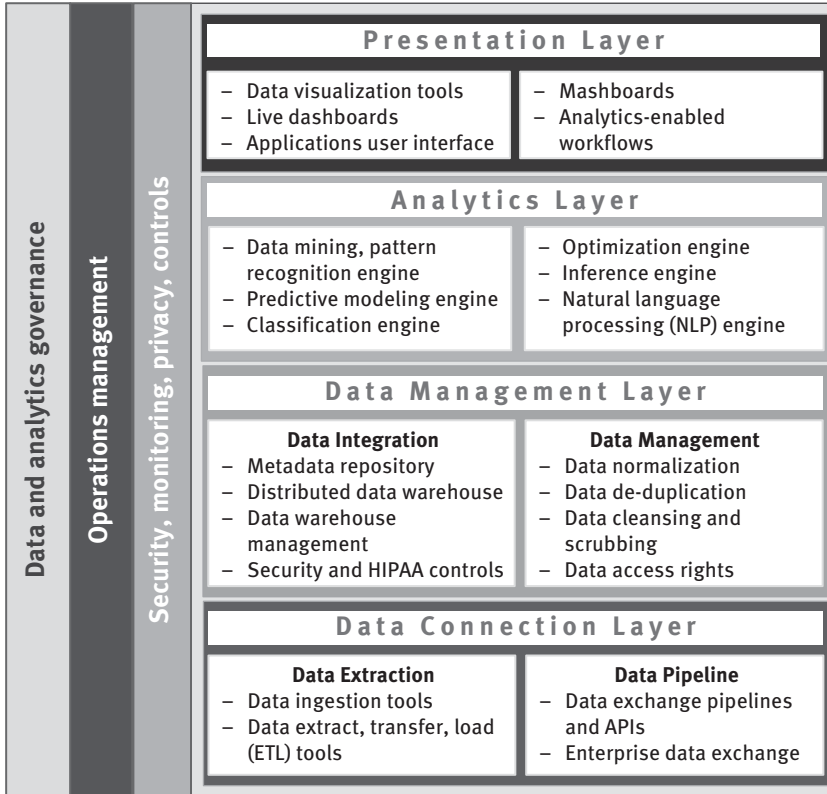 Data and analytics governance
Operations management
Security, monitoring, privacy, controls
Presentation Layer
– Data visualization tools
– Live dashboards
– Applications user interface
– Mashboards
– Analytics-enabled
workflows
Analytics Layer
– Data mining, pattern
recognition engine
– Predictive modeling engine
– Classification engine
– Optimization engine
– Inference engine
– Natural language
processing (NLP) engine
Data Management Layer
Data Integration
– Metadata repository
– Distributed data warehouse
– Data warehouse
management
– Security and HIPAA controls
Data Management
– Data normalization
– Data de-duplication
– Data cleansing and
scrubbing
– Data access rights
Data Connection Layer
Data Extraction
– Data ingestion tools
– Data extract, transfer, load
(ETL) tools
Data Pipeline
– Data exchange pipelines
and APIs
– Enterprise data exchange